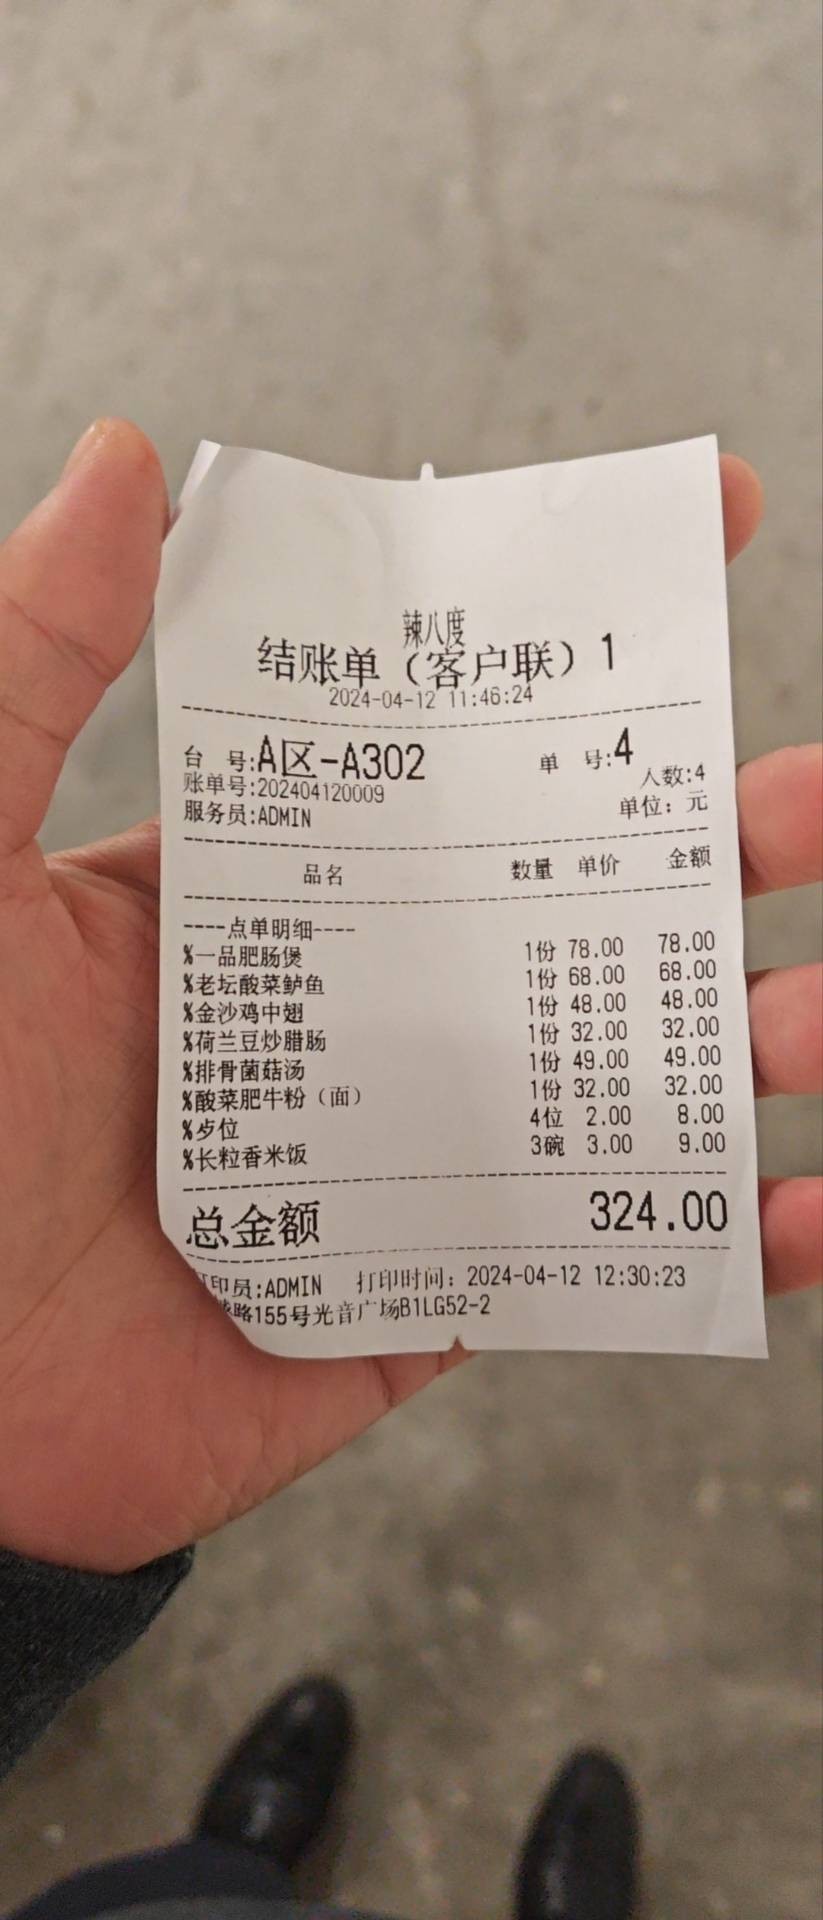 辣八度
结账单（客户联）1
2024-04-12 11:46:24
台 号:A区-A302 单 号:4
账单号:202404120009 人数:4
服务员:ADMIN 单位：元
品名 数量 单价 金额
----点单明细----
%一品肥肠煲 1份 78.00 78.00
%老坛酸菜鲈鱼 1份 68.00 68.00
%金沙鸡中翅 1份 48.00 48.00
%荷兰豆炒腊肠 1份 32.00 32.00
%排骨菌菇汤 1份 49.00 49.00
%酸菜肥牛粉（面） 1份 32.00 32.00
%歺位 4位 2.00 8.00
%长粒香米饭 3碗 3.00 9.00
总金额 324.00
打印员:ADMIN 打印时间：2024-04-12 12:30:23
路155号光音广场B1LG52-2